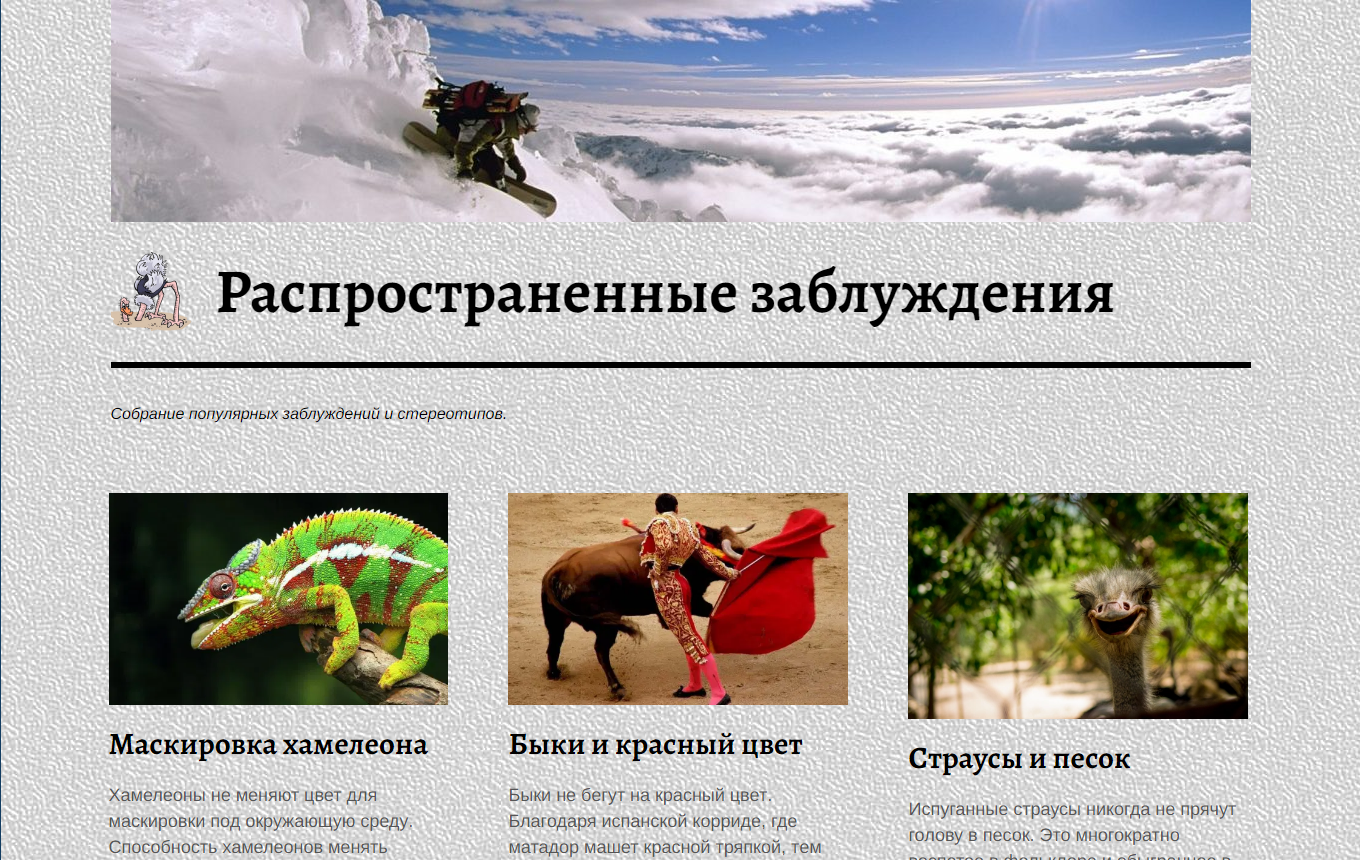 Распространенные заблуждения
Собрание популярных заблуждений и стереотипов.
Маскировка хамелеона
Хамелеоны не меняют цвет для
маскировки под окружающую среду.
Способность хамелеонов менять
Быки и красный цвет
Быки не бегут на красный цвет.
Благодаря испанской корриде, где
матадор машет красной тряпкой, тем
Страусы и песок
Испуганные страусы никогда не прячут
голову в песок. Это многократно